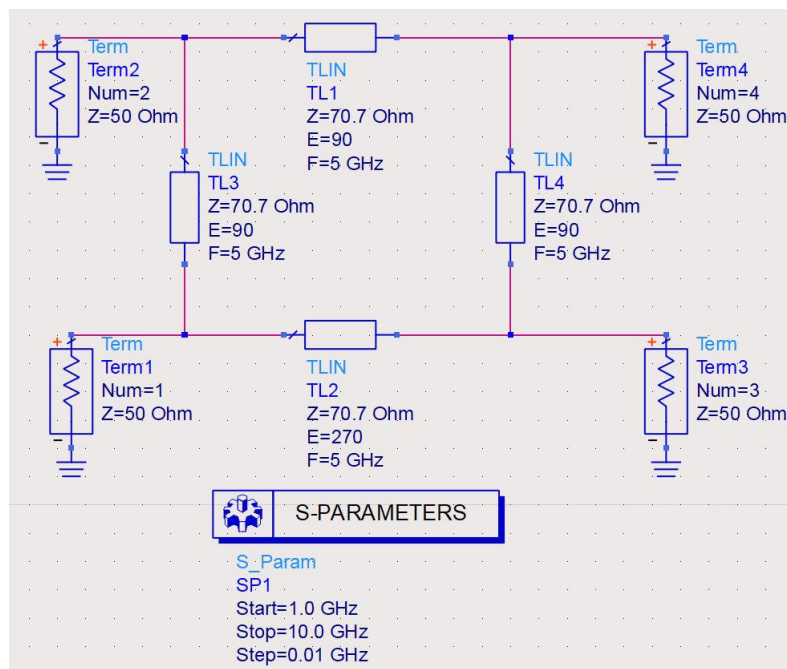 +
Term
Term2
Num=2
Z=50 Ohm
-
TLIN
TL1
Z=70.7 Ohm
E=90
F=5 GHz
+
Term
Term4
Num=4
Z=50 Ohm
-
TLIN
TL3
Z=70.7 Ohm
E=90
F=5 GHz
TLIN
TL4
Z=70.7 Ohm
E=90
F=5 GHz
+
Term
Term1
Num=1
Z=50 Ohm
-
TLIN
TL2
Z=70.7 Ohm
E=270
F=5 GHz
+
Term
Term3
Num=3
Z=50 Ohm
-
S-PARAMETERS
S_Param
SP1
Start=1.0 GHz
Stop=10.0 GHz
Step=0.01 GHz